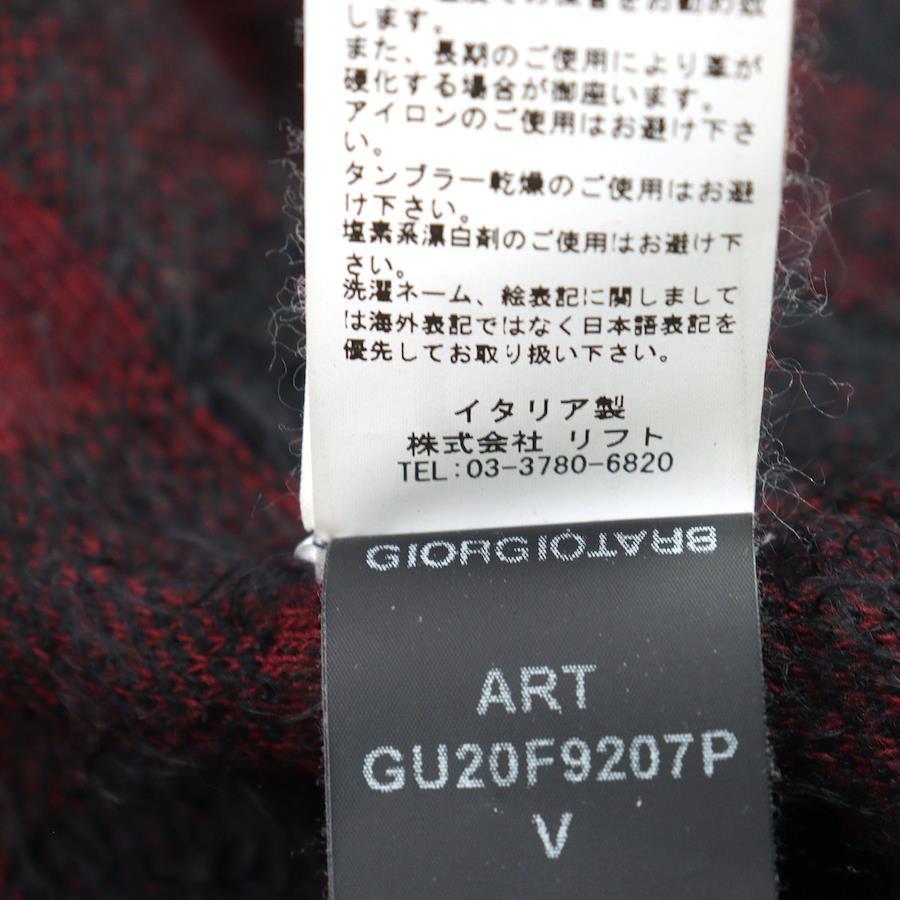 をお勧め致
します。
また、長期のご使用により革が
硬化する場合が御座います。
アイロンのご使用はお避け下さ
い。
タンブラー乾燥のご使用はお避
け下さい。
塩素系漂白剤のご使用はお避け下
さい。
洗濯ネーム、絵表記に関しまして
は海外表記ではなく日本語表記を
優先してお取り扱い下さい。
イタリア製
株式会社 リフト
TEL:03-3780-6820
GIORGIOBRATO
ART
GU20F9207P
V